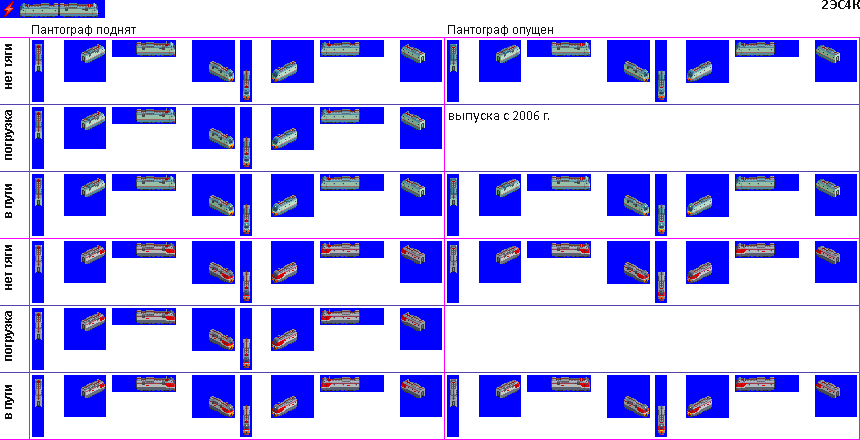 2ЭС4К
Пантограф поднят
Пантограф опущен
нет тяги
погрузка
выпуска с 2006 г.
в пути
нет тяги
погрузка
в пути